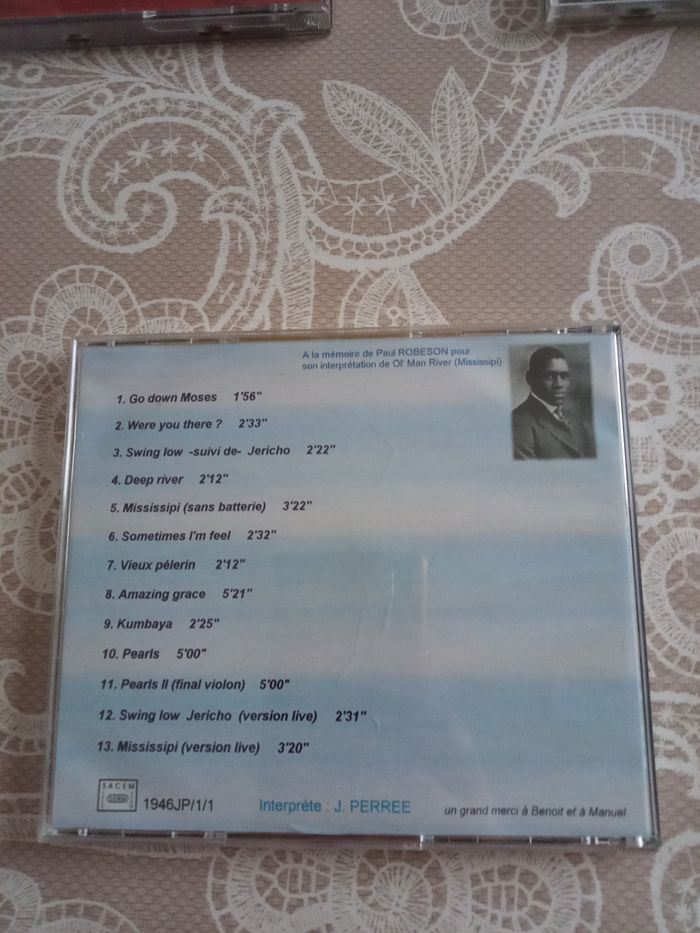 A la mémoire de Paul ROBESON pour
son interprétation de Ol' Man River (Mississipi)
1. Go down Moses 1'56"
2. Were you there ? 2'33"
3. Swing low -suivi de- Jericho 2'22"
4. Deep river 2'12"
5. Mississipi (sans batterie) 3'22"
6. Sometimes I'm feel 2'32"
7. Vieux pélerin 2'12"
8. Amazing grace 5'21"
9. Kumbaya 2'25"
10. Pearls 5'00"
11. Pearls II (final violon) 5'00"
12. Swing low Jericho (version live) 2'31"
13. Mississipi (version live) 3'20"
SACEM
1946JP/1/1
Interprète : J. PERREE
un grand merci à Benoit et à Manuel